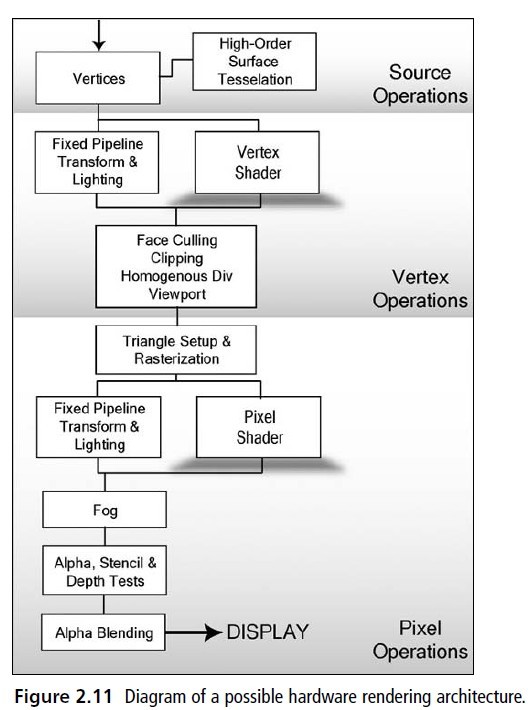 High-Order
Surface
Tesselation
Vertices
Source
Operations
Fixed Pipeline
Transform &
Lighting
Vertex
Shader
Face Culling
Clipping
Homogenous Div
Viewport
Vertex
Operations
Triangle Setup &
Rasterization
Fixed Pipeline
Transform &
Lighting
Pixel
Shader
Fog
Alpha, Stencil &
Depth Tests
Alpha Blending
DISPLAY
Pixel
Operations
Figure 2.11 Diagram of a possible hardware rendering architecture.